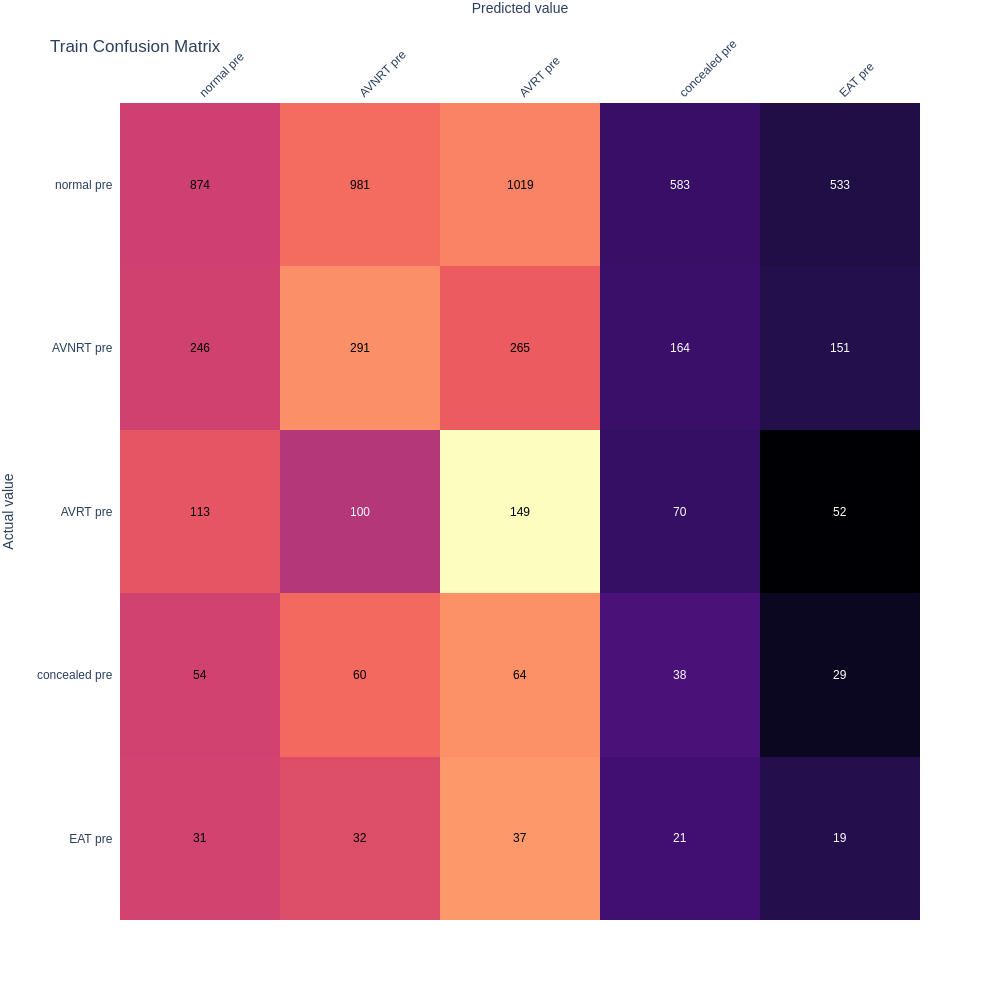 Predicted value
Train Confusion Matrix
normal pre AVNRT pre AVRT pre concealed pre EAT pre
normal pre 874 981 1019 583 533
AVNRT pre 246 291 265 164 151
AVRT pre 113 100 149 70 52
concealed pre 54 60 64 38 29
EAT pre 31 32 37 21 19
Actual value